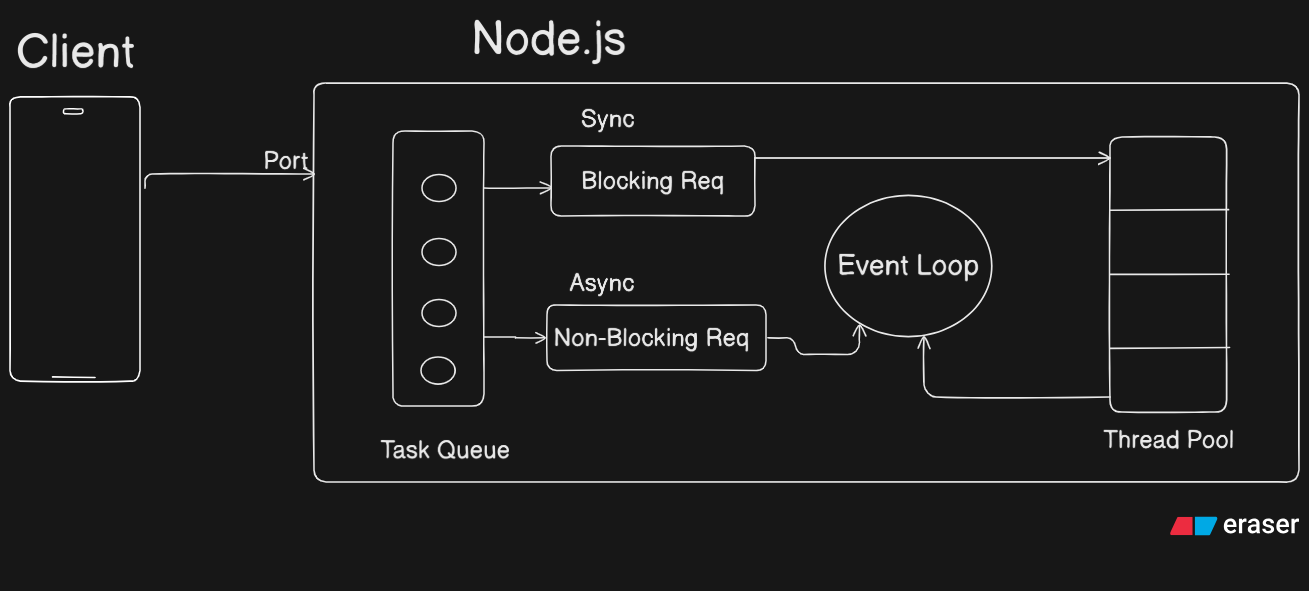 Client
Node.js
Port
Sync
Blocking Req
Async
Non-Blocking Req
Event Loop
Task Queue
Thread Pool
eraser